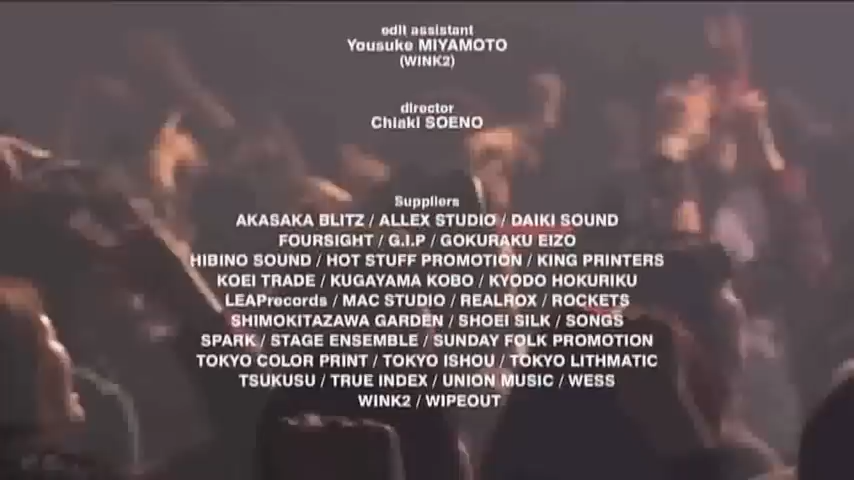 edit assistant
Yousuke MIYAMOTO
(WINK2)
director
Chiaki SOENO
Suppliers
AKASAKA BLITZ / ALLEX STUDIO / DAIKI SOUND
FOURSIGHT / G.I.P / GOKURAKU EIZO
HIBINO SOUND / HOT STUFF PROMOTION / KING PRINTERS
KOEI TRADE / KUGAYAMA KOBO / KYODO HOKURIKU
LEAPrecords / MAC STUDIO / REALROX / ROCKETS
SHIMOKITAZAWA GARDEN / SHOEI SILK / SONGS
SPARK / STAGE ENSEMBLE / SUNDAY FOLK PROMOTION
TOKYO COLOR PRINT / TOKYO ISHOU / TOKYO LITHMATIC
TSUKUSU / TRUE INDEX / UNION MUSIC / WESS
WINK2 / WIPEOUT